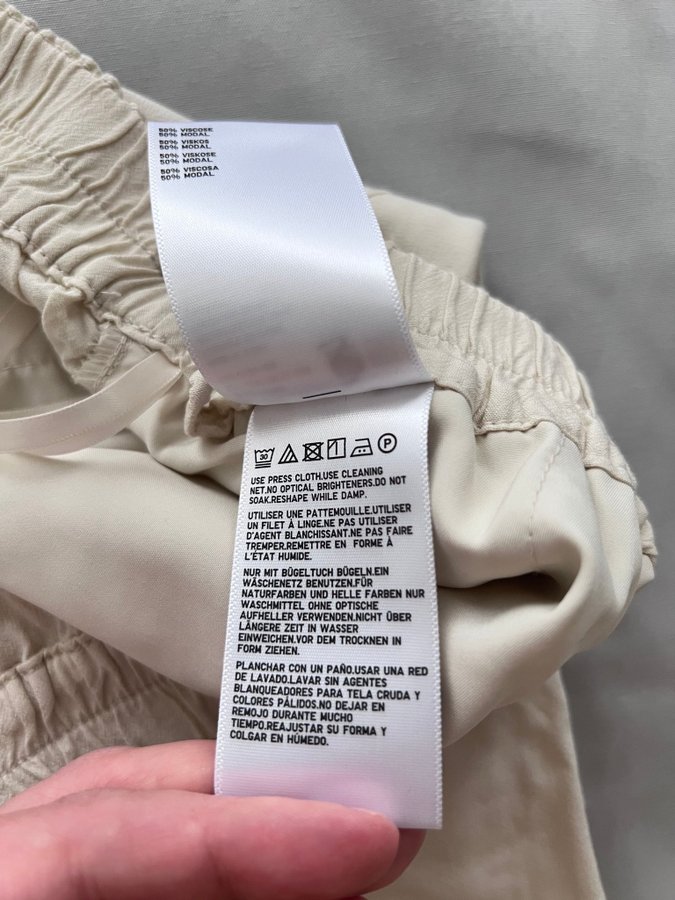 50% VISCOSE
50% MODAL
50% VISKOS
50% MODAL
50% VISKOSE
50% MODAL
50% VISCOSA
50% MODAL
30
P
USE PRESS CLOTH.USE CLEANING
NET.NO OPTICAL BRIGHTENERS.DO NOT
SOAK.RESHAPE WHILE DAMP.
UTILISER UNE PATTEMOUILLE.UTILISER
UN FILET À LINGE.NE PAS UTILISER
D'AGENT BLANCHISSANT.NE PAS FAIRE
TREMPER.REMETTRE EN FORME À
L'ÉTAT HUMIDE.
NUR MIT BÜGELTUCH BÜGELN.EIN
WÄSCHENETZ BENUTZEN.FÜR
NATURFARBEN UND HELLE FARBEN NUR
WASCHMITTEL OHNE OPTISCHE
AUFHELLER VERWENDEN.NICHT ÜBER
LÄNGERE ZEIT IN WASSER
EINWEICHEN.VOR DEM TROCKNEN IN
FORM ZIEHEN.
PLANCHAR CON UN PAÑO.USAR UNA RED
DE LAVADO.LAVAR SIN AGENTES
BLANQUEADORES PARA TELA CRUDA Y
COLORES PÁLIDOS.NO DEJAR EN
REMOJO DURANTE MUCHO
TIEMPO.REAJUSTAR SU FORMA Y
COLGAR EN HÚMEDO.